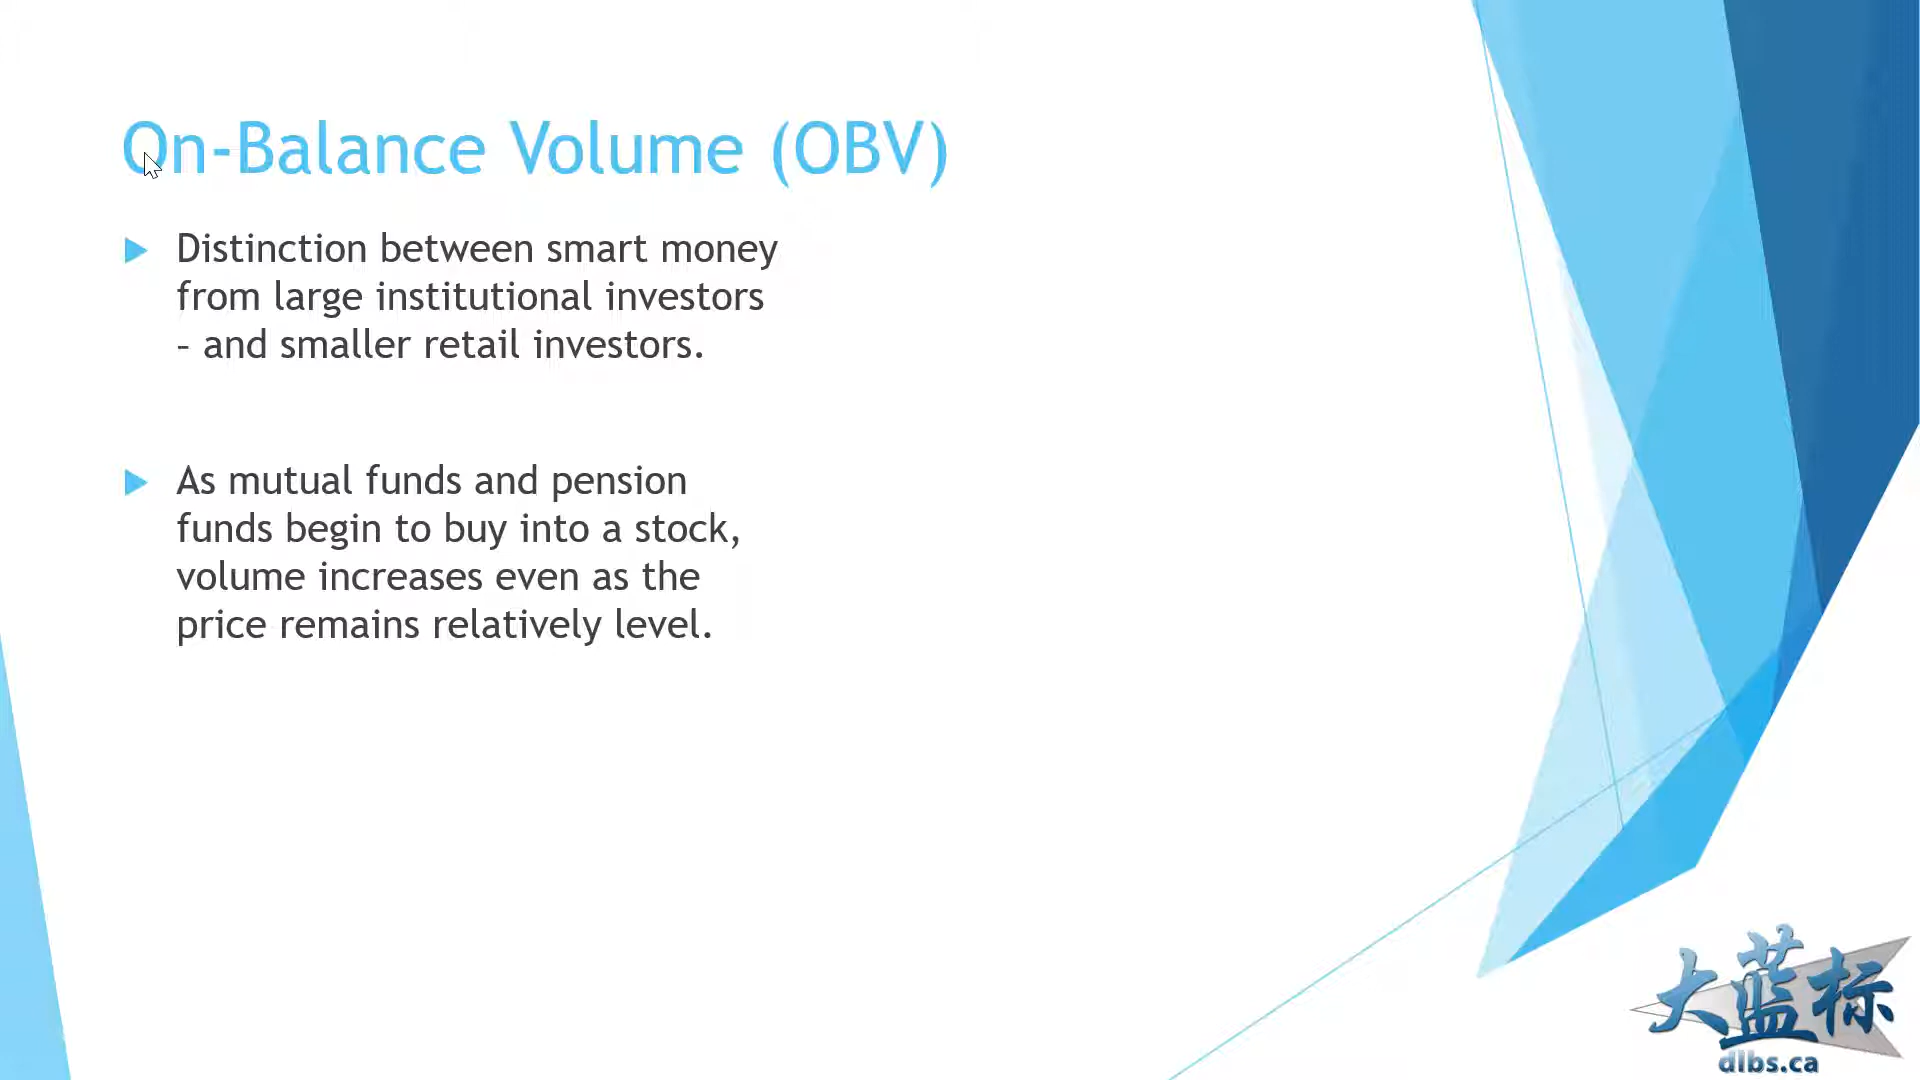 On-Balance Volume (OBV)
Distinction between smart money
from large institutional investors
– and smaller retail investors.
As mutual funds and pension
funds begin to buy into a stock,
volume increases even as the
price remains relatively level.
大蓝标
dlbs.ca